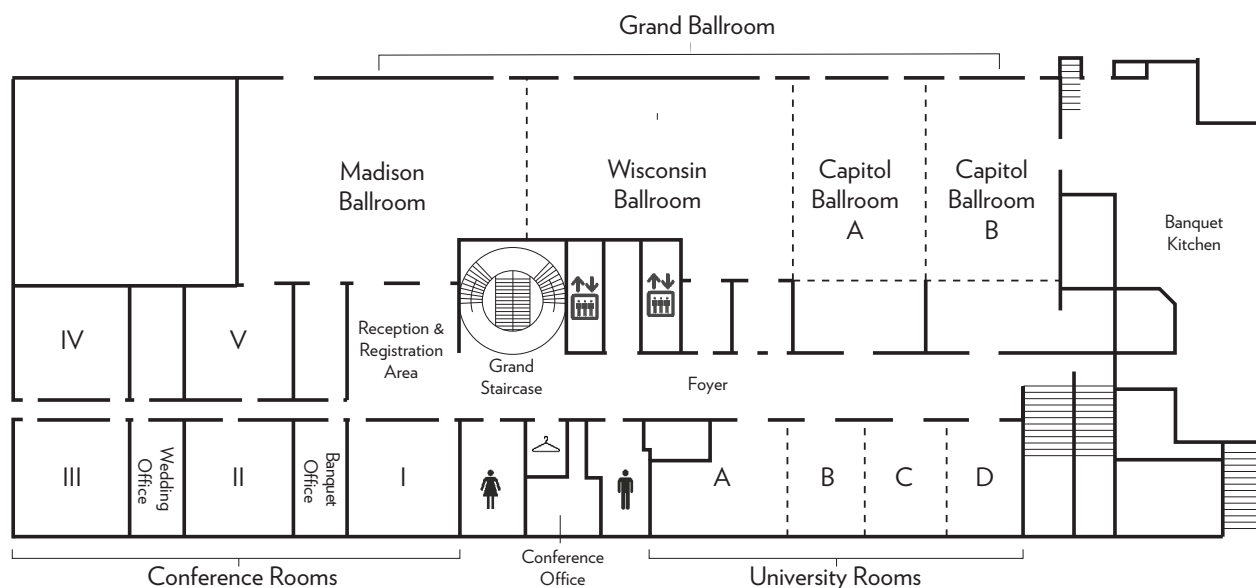 Grand Ballroom
Madison
Ballroom
Wisconsin
Ballroom
Capitol
Ballroom
A
Capitol
Ballroom
B
Banquet
Kitchen
IV
V
Reception &
Registration
Area
Grand
Staircase
Foyer
III
Wedding
Office
II
Banquet
Office
I
A
B
C
D
Conference Rooms
Conference
Office
University Rooms